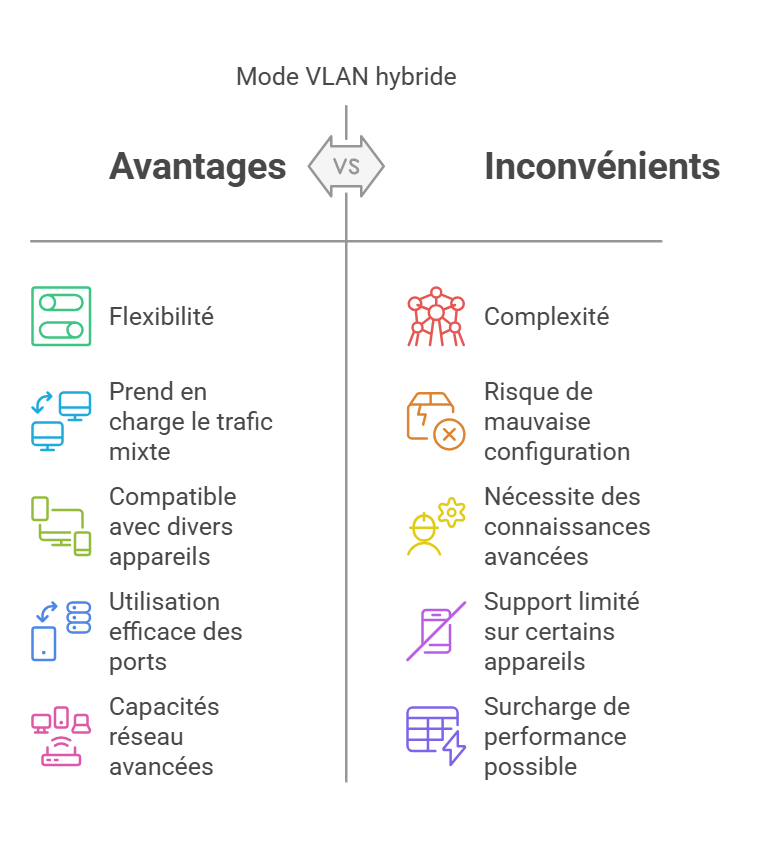 Mode VLAN hybride
Avantages
VS
Inconvénients
Flexibilité
Prend en
charge le trafic
mixte
Compatible
avec divers
appareils
Utilisation
efficace des
ports
Capacités
réseau
avancées
Complexité
Risque de
mauvaise
configuration
Nécessite des
connaissances
avancées
Support limité
sur certains
appareils
Surcharge de
performance
possible